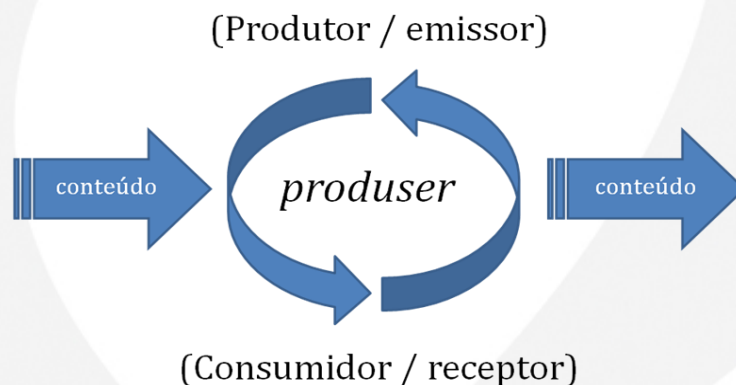 (Produtor / emissor)
conteúdo
produser
conteúdo
(Consumidor / receptor)